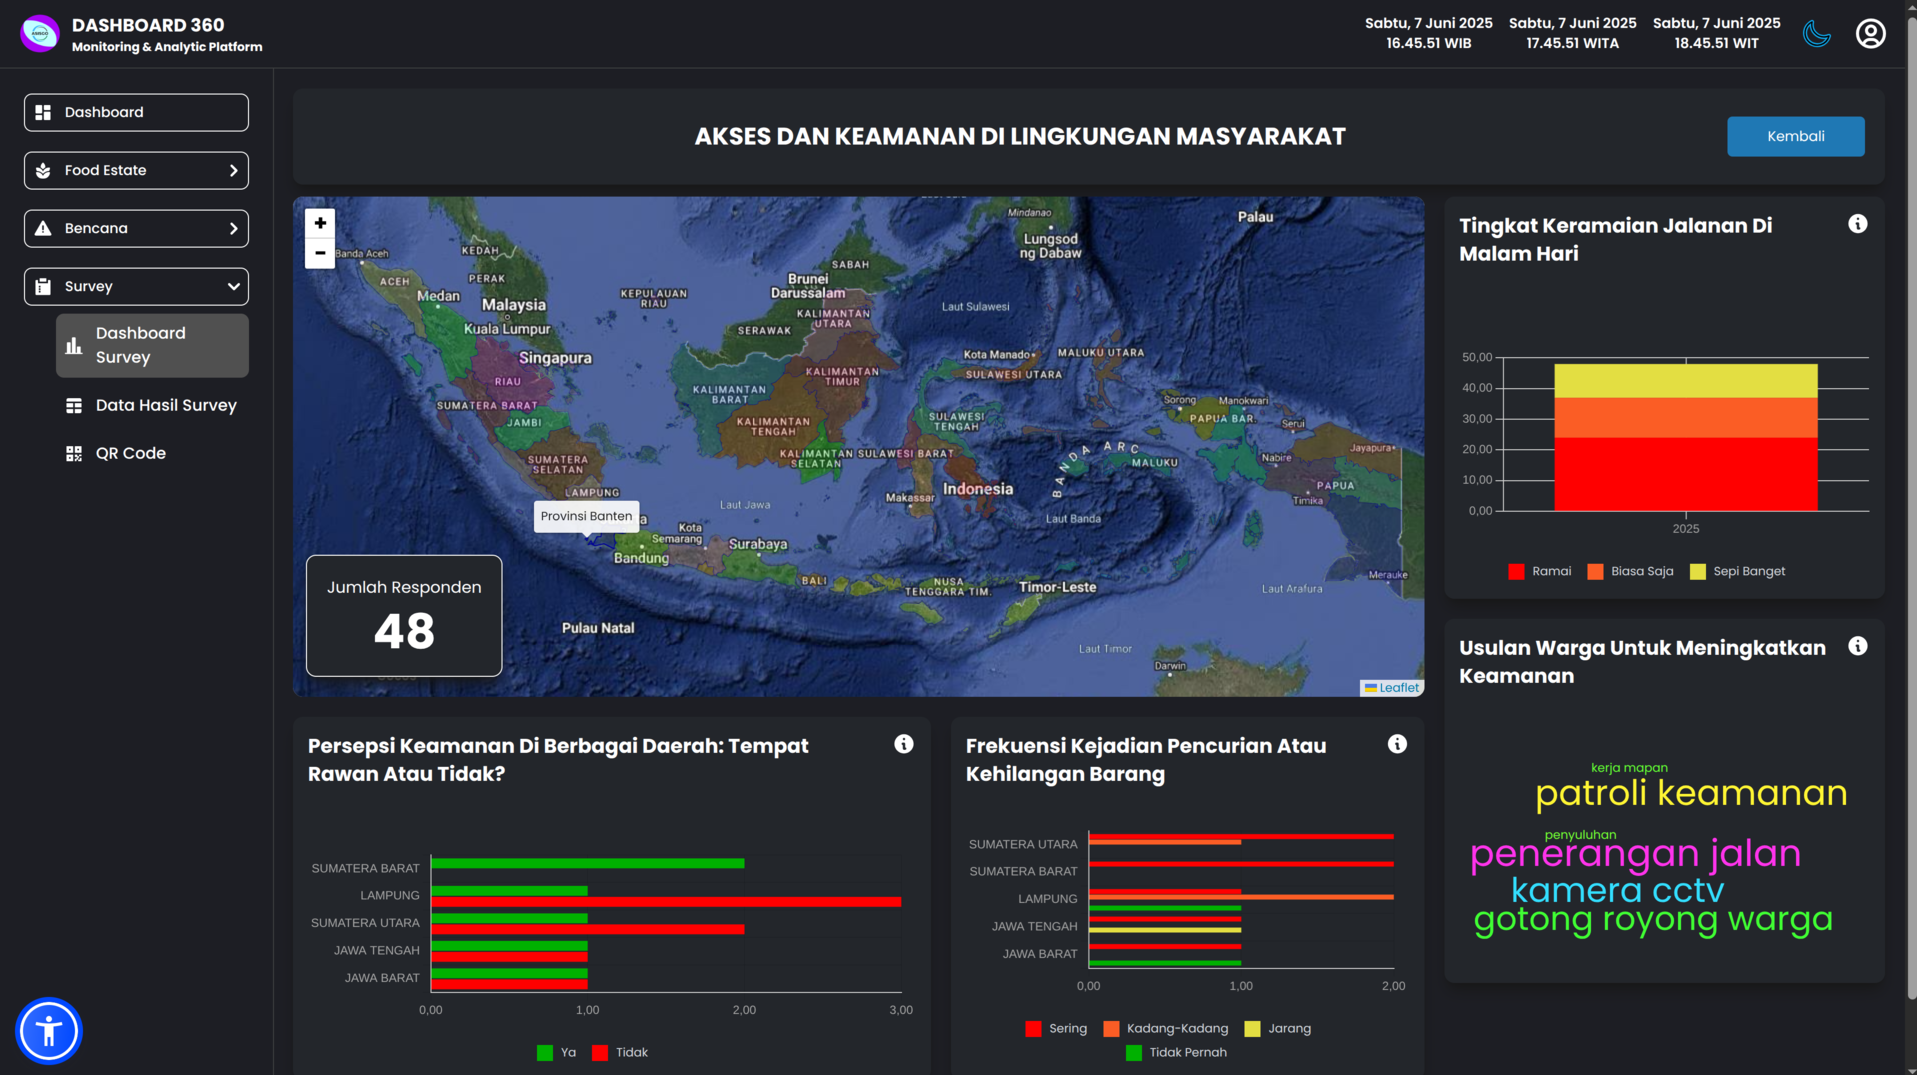 DASHBOARD 360
Monitoring & Analytic Platform
Sabtu, 7 Juni 2025
16.45.51 WIB
Sabtu, 7 Juni 2025
17.45.51 WITA
Sabtu, 7 Juni 2025
18.45.51 WIT
Dashboard
Food Estate
Bencana
Survey
Dashboard
Survey
Data Hasil Survey
QR Code
AKSES DAN KEAMANAN DI LINGKUNGAN MASYARAKAT
Kembali
+
-
Banda Aceh
ACEH
Medan
KEDAH
PERAK
Malaysia
Kuala Lumpur
Singapura
RIAU
SUMATERA BARAT
JAMBI
SUMATERA
SELATAN
LAMPUNG
KEPULAUAN
RIAU
SABAH
Brunei
Darussalam
KALIMANTAN
UTARA
SERAWAK
KALIMANTAN
TIMUR
KALIMANTAN
BARAT
KALIMANTAN
TENGAH
KALIMANTAN
SELATAN
Mindanao
Lungsod
ng Dabaw
Palau
Laut Sulawesi
Kota Manado
MALUKU UTARA
SULAWESI UTARA
SULAWESI
TENGAH
SULAWESI BARAT
Makassar
Indonesia
BANDA ARC
MALUKU
Laut Banda
Sorong
Manokwari
PAPUA BAR.
Serui
Nabire
Jayapura
PAPUA
Timika
Merauke
Laut Jawa
Provinsi Banten
Kota
Semarang
Surabaya
Bandung
BALI
NUSA
TENGGARA TIM.
Timor-Leste
Laut Arafura
Pulau Natal
Laut Timor
Darwin
Leaflet
Jumlah Responden
48
Tingkat Keramaian Jalanan Di
Malam Hari
50,00
40,00
30,00
20,00
10,00
0,00
2025
Ramai
Biasa Saja
Sepi Banget
Usulan Warga Untuk Meningkatkan
Keamanan
kerja mapan
patroli keamanan
penyuluhan
penerangan jalan
kamera cctv
gotong royong warga
Persepsi Keamanan Di Berbagai Daerah: Tempat
Rawan Atau Tidak?
SUMATERA BARAT
LAMPUNG
SUMATERA UTARA
JAWA TENGAH
JAWA BARAT
0,00 1,00 2,00 3,00
Ya
Tidak
Frekuensi Kejadian Pencurian Atau
Kehilangan Barang
SUMATERA UTARA
SUMATERA BARAT
LAMPUNG
JAWA TENGAH
JAWA BARAT
0,00 1,00 2,00
Sering
Kadang-Kadang
Jarang
Tidak Pernah